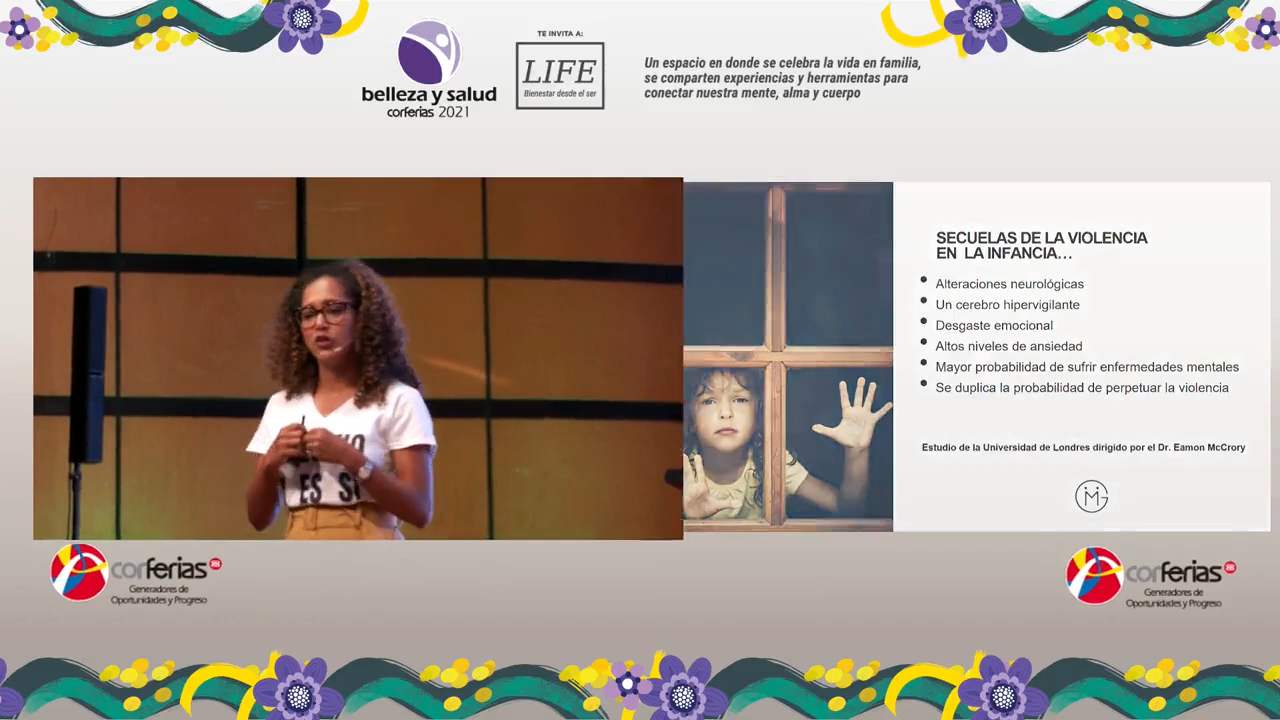 TE INVITA A:
LIFE
Bienestar desde el ser
belleza y salud
corferias 2021
Un espacio en donde se celebra la vida en familia,
se comparten experiencias y herramientas para
conectar nuestra mente, alma y cuerpo
ES
SECUELAS DE LA VIOLENCIA
EN LA INFANCIA...
• Alteraciones neurológicas
• Un cerebro hipervigilante
• Desgaste emocional
• Altos niveles de ansiedad
• Mayor probabilidad de sufrir enfermedades mentales
• Se duplica la probabilidad de perpetuar la violencia
Estudio de la Universidad de Londres dirigido por el Dr. Eamon McCrory
corferias
Generadores de
Oportunidades y Progreso
corferias
Generadores de
Oportunidades y Progreso